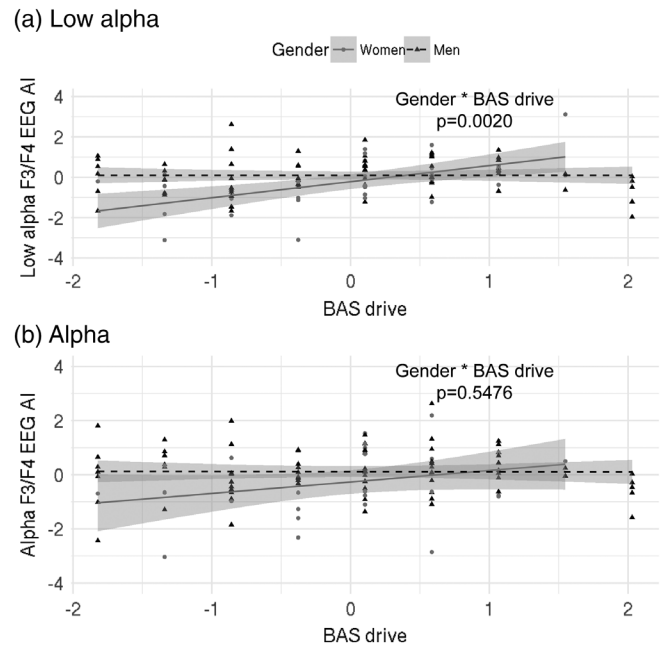 (a) Low alpha
Gender Women Men
Low alpha F3/F4 EEG AI
4
2
0
-2
-4
Gender * BAS drive
p=0.0020
-2 -1 0 1 2
BAS drive
(b) Alpha
Alpha F3/F4 EEG AI
4
2
0
-2
-4
Gender * BAS drive
p=0.5476
-2 -1 0 1 2
BAS drive